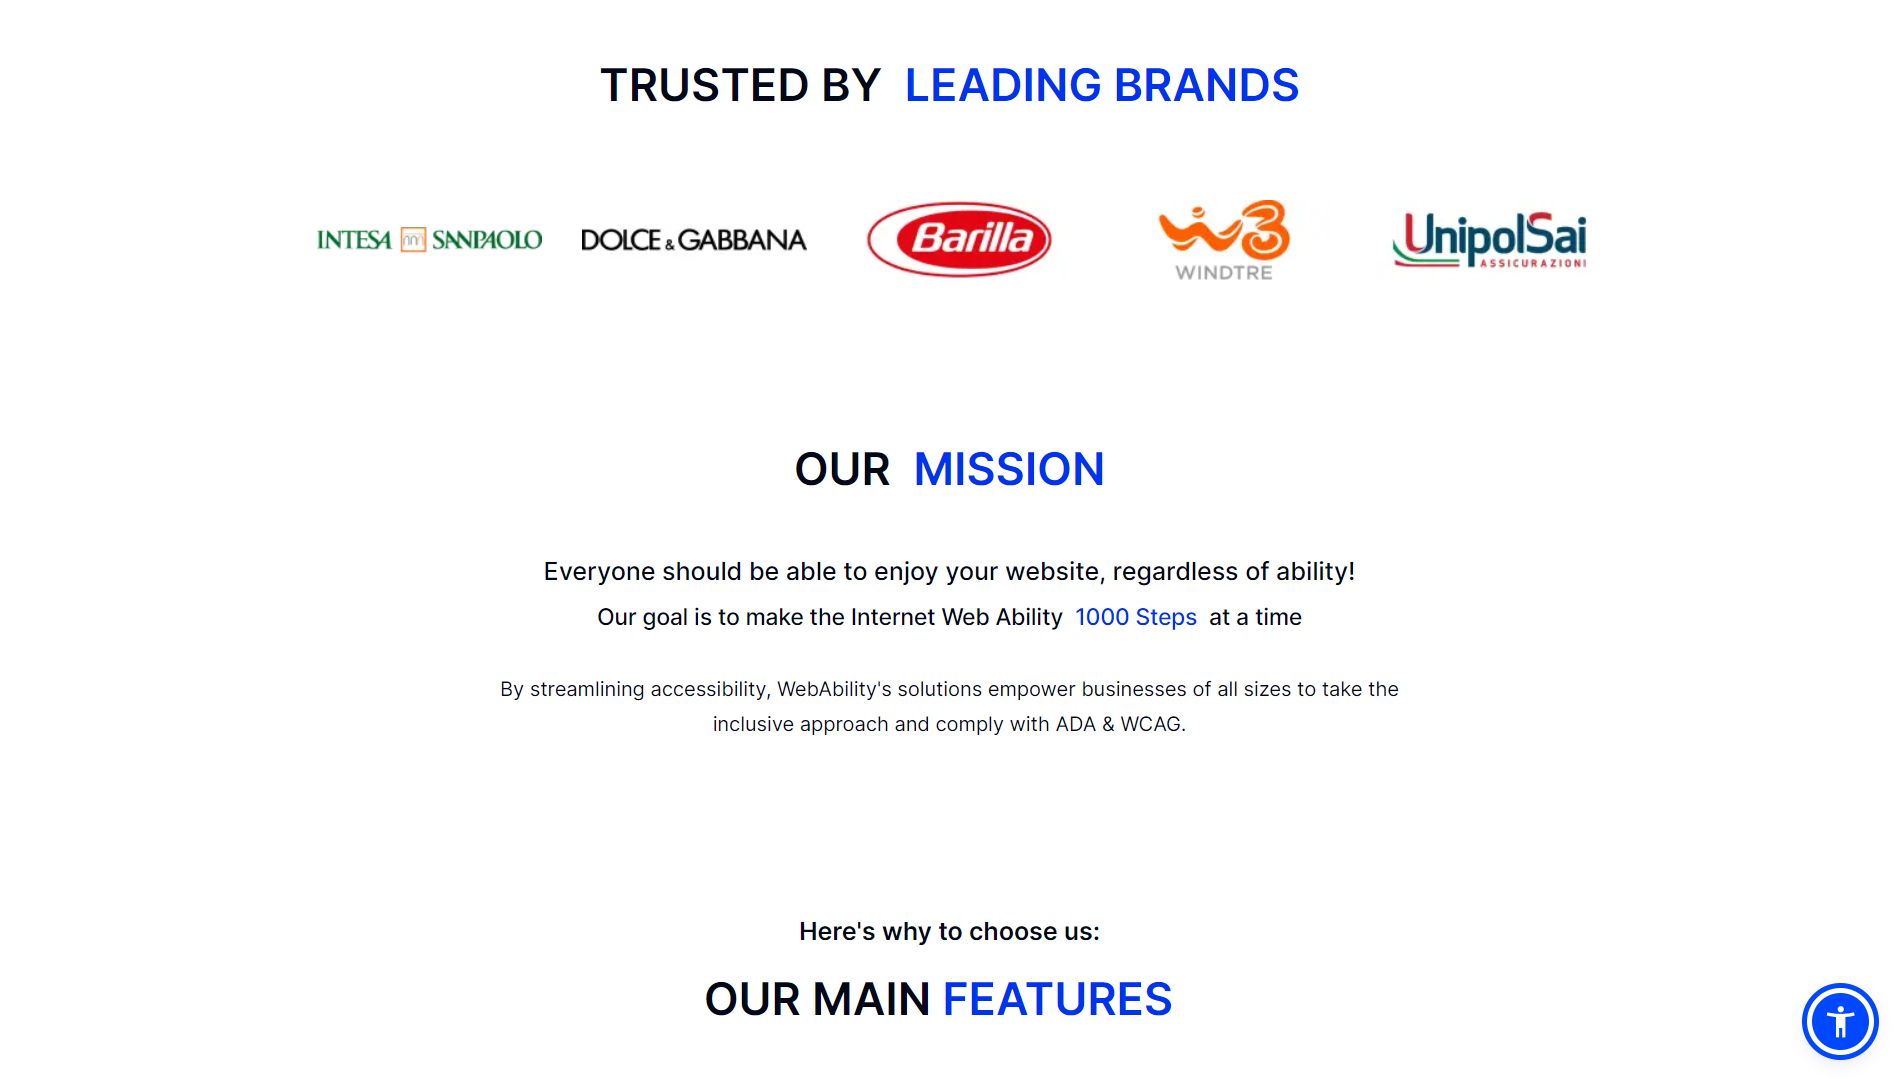 TRUSTED BY LEADING BRANDS
INTESA SANPAOLO DOLCE & GABBANA Barilla W3 WINDTRE UnipolSai ASSICURAZIONI
OUR MISSION
Everyone should be able to enjoy your website, regardless of ability!
Our goal is to make the Internet Web Ability 1000 Steps at a time
By streamlining accessibility, WebAbility's solutions empower businesses of all sizes to take the
inclusive approach and comply with ADA & WCAG.
Here's why to choose us:
OUR MAIN FEATURES